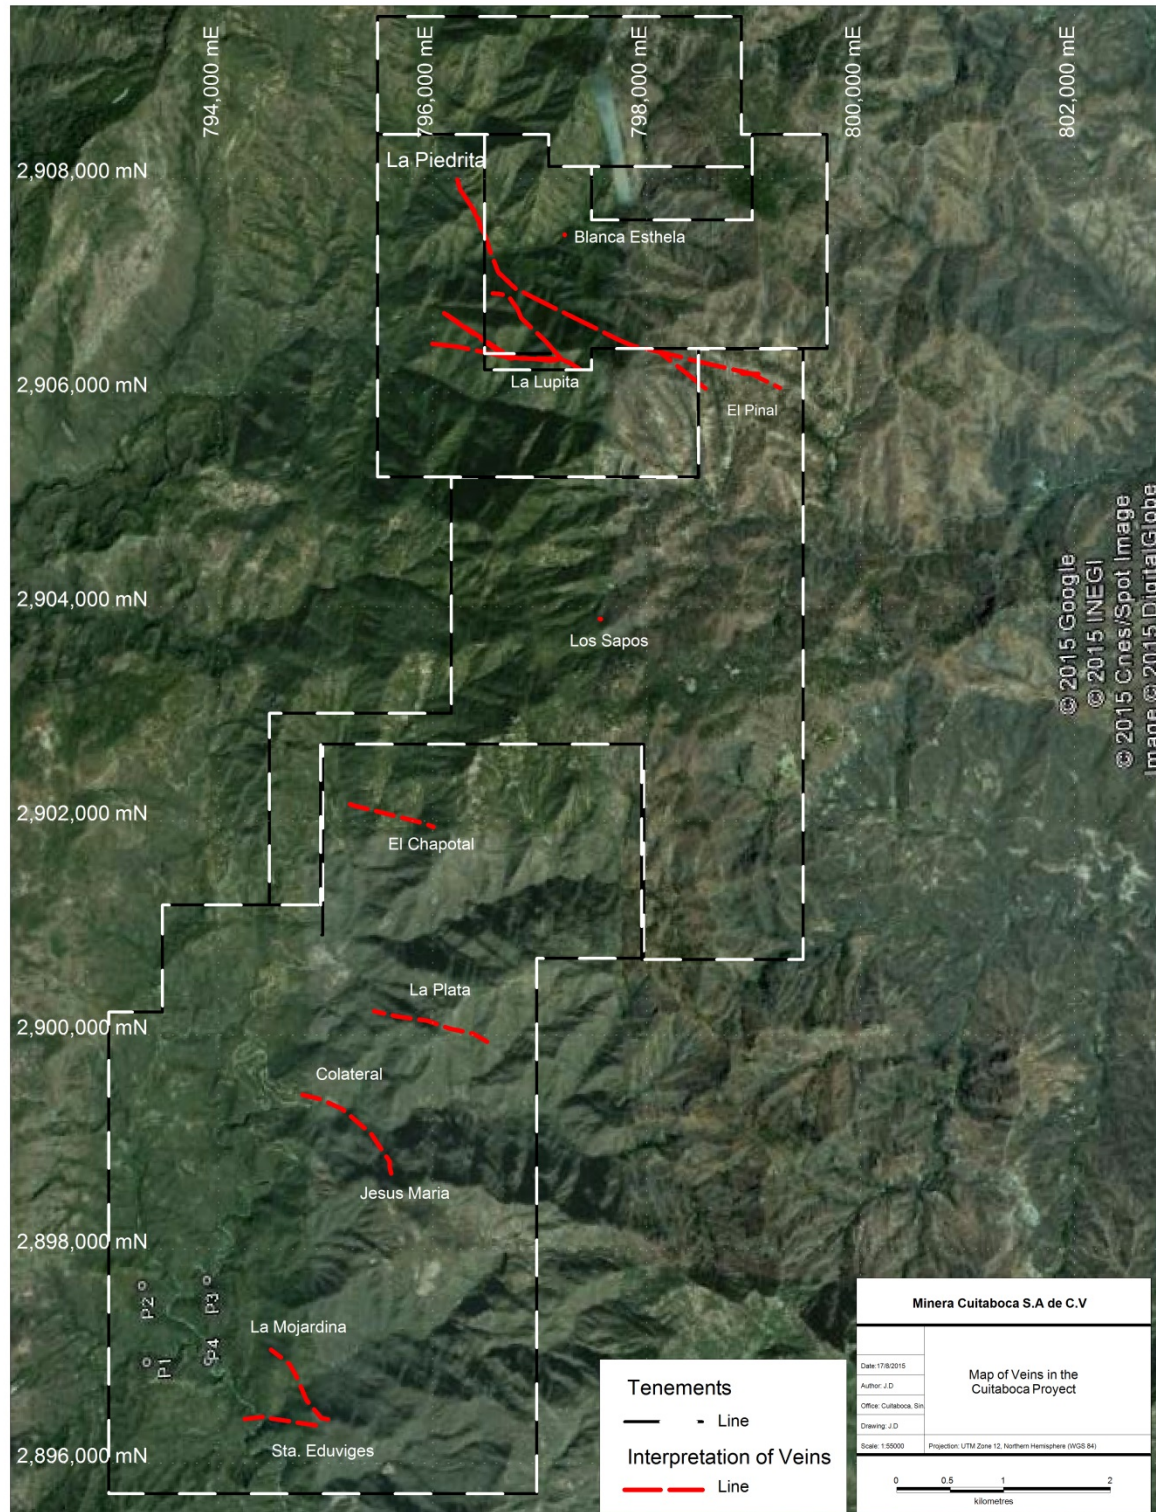 794,000 mE
796,000 mE
798,000 mE
800,000 mE
802,000 mE
La Piedrita
2,908,000 mN
Blanca Esthela
2,906,000 mN
La Lupita
El Pinal
2,904,000 mN
Los Sapos
© 2015 Google
© 2015 INEGI
© 2015 Cnes/Spot Image
Image © 2015 DigitalGlobe
2,902,000 mN
El Chapotal
La Plata
2,900,000 mN
Colateral
Jesus Maria
2,898,000 mN
P2
P3
La Mojardina
P1
P4
Sta. Eduviges
2,896,000 mN
Tenements
Line
Interpretation of Veins
Line
Minera Cuitaboca S.A de C.V
Date:17/8/2015
Author: J.D
Office: Cuitaboca, Sin.
Drawing: J.D
Scale: 1:55000
Map of Veins in the
Cuitaboca Proyect
Projection: UTM Zone 12, Northern Hemisphere (WGS 84)
0 0.5 1 2
kilometres